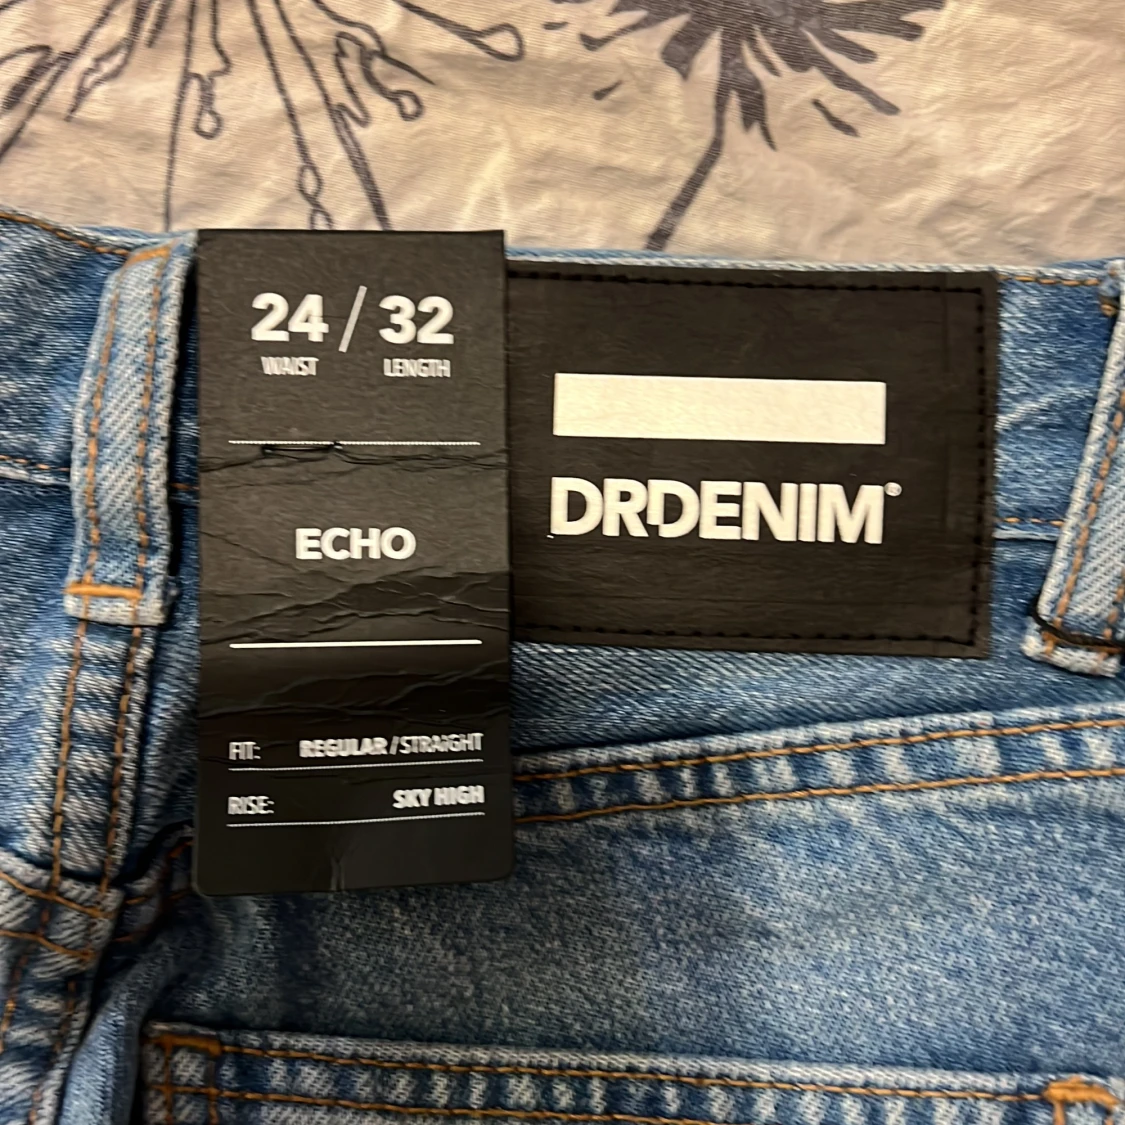 24 / 32
WAIST LENGTH
ECHO
FIT: REGULAR / STRAIGHT
RISE: SKY HIGH
DRDENIM®